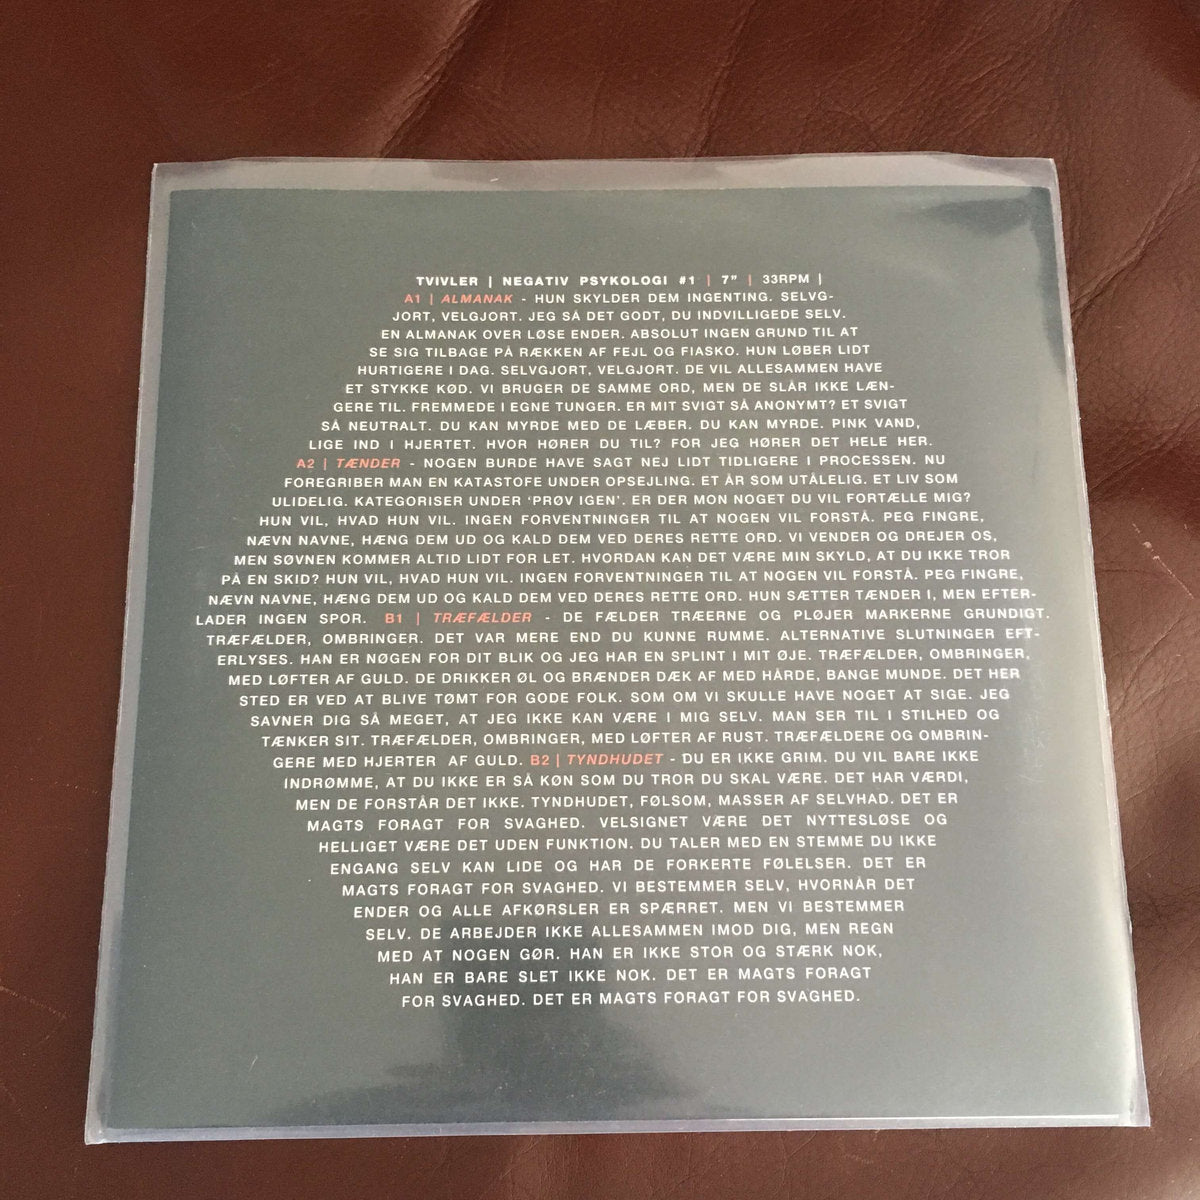 TVIVLER | NEGATIV PSYKOLOGI #1 | 7" | 33RPM |
A1 | ALMANAK - HUN SKYLDER DEM INGENTING. SELVG-
JORT, VELGJORT. JEG SÅ DET GODT, DU INDVILLIGEDE SELV.
EN ALMANAK OVER LØSE ENDER. ABSOLUT INGEN GRUND TIL AT
SE SIG TILBAGE PÅ RÆKKEN AF FEJL OG FIASKO. HUN LØBER LIDT
HURTIGERE I DAG. SELVGJORT, VELGJORT. DE VIL ALLESAMMEN HAVE
ET STYKKE KØD. VI BRUGER DE SAMME ORD, MEN DE SLÅR IKKE LÆN-
GERE TIL. FREMMEDE I EGNE TUNGER. ER MIT SVIGT SÅ ANONYMT? ET SVIGT
SÅ NEUTRALT. DU KAN MYRDE MED DE LÆBER. DU KAN MYRDE. PINK VAND,
LIGE IND I HJERTET. HVOR HØRER DU TIL? FOR JEG HØRER DET HELE HER.
A2 | TÆNDER - NOGEN BURDE HAVE SAGT NEJ LIDT TIDLIGERE I PROCESSEN. NU
FOREGRIBER MAN EN KATASTOFE UNDER OPSEJLING. ET ÅR SOM UTÅLELIG. ET LIV SOM
ULIDELIG. KATEGORISER UNDER 'PRØV IGEN'. ER DER MON NOGET DU VIL FORTÆLLE MIG?
HUN VIL, HVAD HUN VIL. INGEN FORVENTNINGER TIL AT NOGEN VIL FORSTÅ. PEG FINGRE,
NÆVN NAVNE, HÆNG DEM UD OG KALD DEM VED DERES RETTE ORD. VI VENDER OG DREJER OS,
MEN SØVNEN KOMMER ALTID LIDT FOR LET. HVORDAN KAN DET VÆRE MIN SKYLD, AT DU IKKE TROR
PÅ EN SKID? HUN VIL, HVAD HUN VIL. INGEN FORVENTNINGER TIL AT NOGEN VIL FORSTÅ. PEG FINGRE,
NÆVN NAVNE, HÆNG DEM UD OG KALD DEM VED DERES RETTE ORD. HUN SÆTTER TÆNDER I, MEN EFTER-
LADER INGEN SPOR. B1 | TRÆFÆLDER - DE FÆLDER TRÆERNE OG PLØJER MARKERNE GRUNDIGT.
TRÆFÆLDER, OMBRINGER. DET VAR MERE END DU KUNNE RUMME. ALTERNATIVE SLUTNINGER EFT-
ERLYSES. HAN ER NØGEN FOR DIT BLIK OG JEG HAR EN SPLINT I MIT ØJE. TRÆFÆLDER, OMBRINGER,
MED LØFTER AF GULD. DE DRIKKER ØL OG BRÆNDER DÆK AF MED HÅRDE, BANGE MUNDE. DET HER
STED ER VED AT BLIVE TØMT FOR GODE FOLK. SOM OM VI SKULLE HAVE NOGET AT SIGE. JEG
SAVNER DIG SÅ MEGET, AT JEG IKKE KAN VÆRE I MIG SELV. MAN SER TIL I STILHED OG
TÆNKER SIT. TRÆFÆLDER, OMBRINGER, MED LØFTER AF RUST. TRÆFÆLDERE OG OMBRIN-
GERE MED HJERTER AF GULD. B2 | TYNDHUDET - DU ER IKKE GRIM. DU VIL BARE IKKE
INDRØMME, AT DU IKKE ER SÅ KØN SOM DU TROR DU SKAL VÆRE. DET HAR VÆRDI,
MEN DE FORSTÅR DET IKKE. TYNDHUDET, FØLSOM, MASSER AF SELVHAD. DET ER
MAGTS FORAGT FOR SVAGHED. VELSIGNET VÆRE DET NYTTESLØSE OG
HELLIGET VÆRE DET UDEN FUNKTION. DU TALER MED EN STEMME DU IKKE
ENGANG SELV KAN LIDE OG HAR DE FORKERTE FØLELSER. DET ER
MAGTS FORAGT FOR SVAGHED. VI BESTEMMER SELV, HVORNÅR DET
ENDER OG ALLE AFKØRSLER ER SPÆRRET. MEN VI BESTEMMER
SELV. DE ARBEJDER IKKE ALLESAMMEN IMOD DIG, MEN REGN
MED AT NOGEN GØR. HAN ER IKKE STOR OG STÆRK NOK,
HAN ER BARE SLET IKKE NOK. DET ER MAGTS FORAGT
FOR SVAGHED. DET ER MAGTS FORAGT FOR SVAGHED.